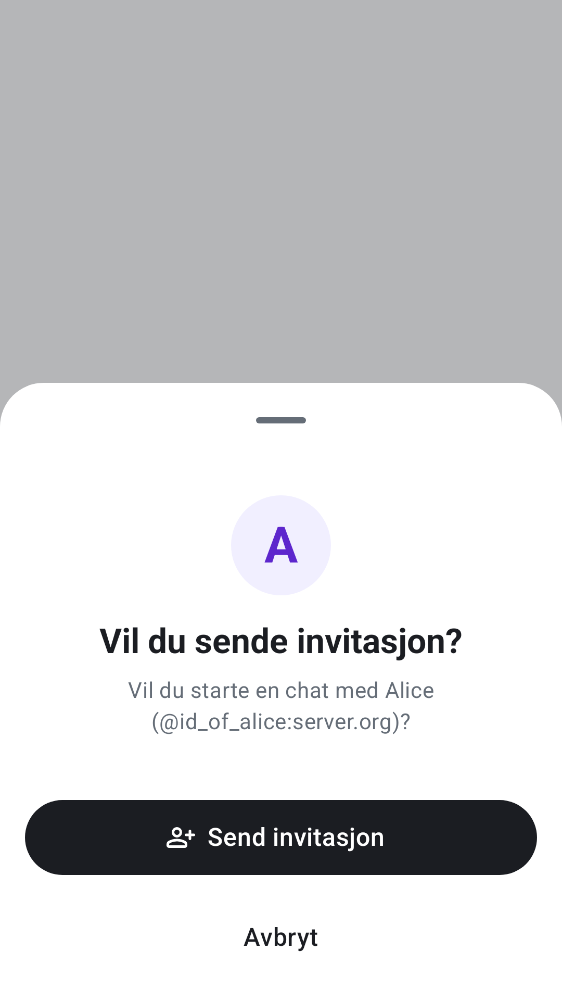 A
Vil du sende invitasjon?
Vil du starte en chat med Alice
(@id_of_alice:server.org)?
Send invitasjon
Avbryt